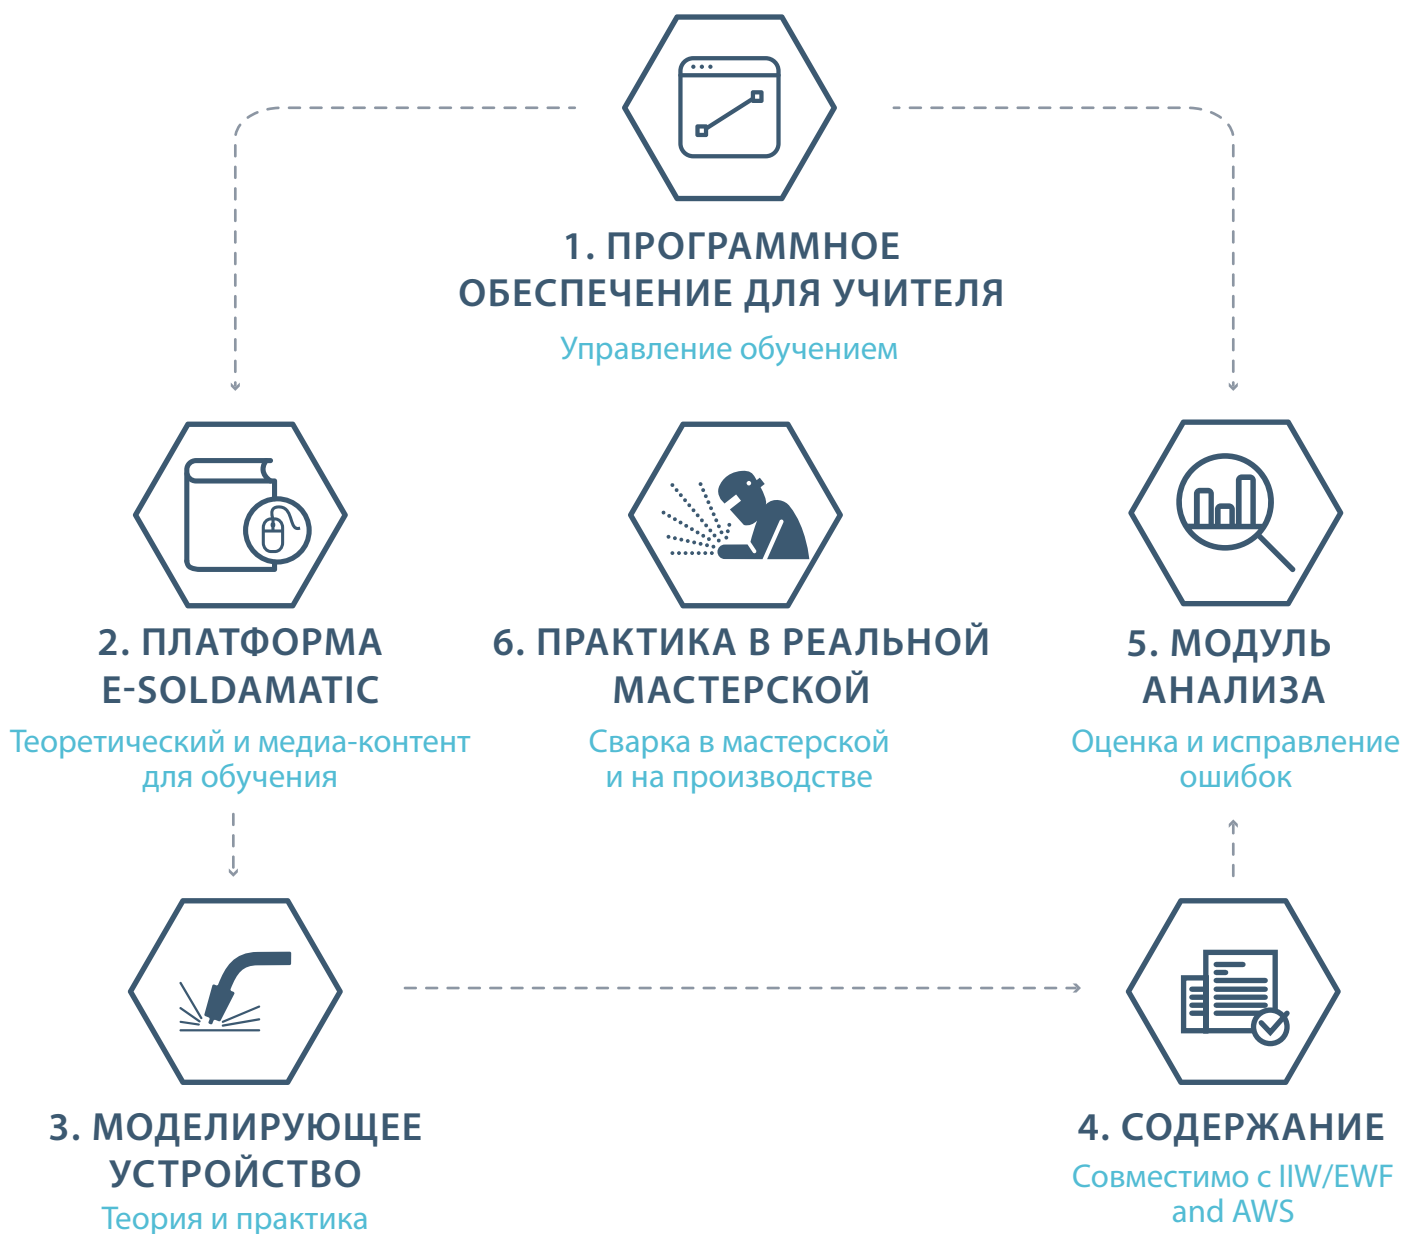 1. ПРОГРАММНОЕ
ОБЕСПЕЧЕНИЕ ДЛЯ УЧИТЕЛЯ
Управление обучением
2. ПЛАТФОРМА
E-SOLDAMATIC
Теоретический и медиа-контент
для обучения
6. ПРАКТИКА В РЕАЛЬНОЙ
МАСТЕРСКОЙ
Сварка в мастерской
и на производстве
5. МОДУЛЬ
АНАЛИЗА
Оценка и исправление
ошибок
3. МОДЕЛИРУЮЩЕЕ
УСТРОЙСТВО
Теория и практика
4. СОДЕРЖАНИЕ
Совместимо с IIW/EWF
and AWS